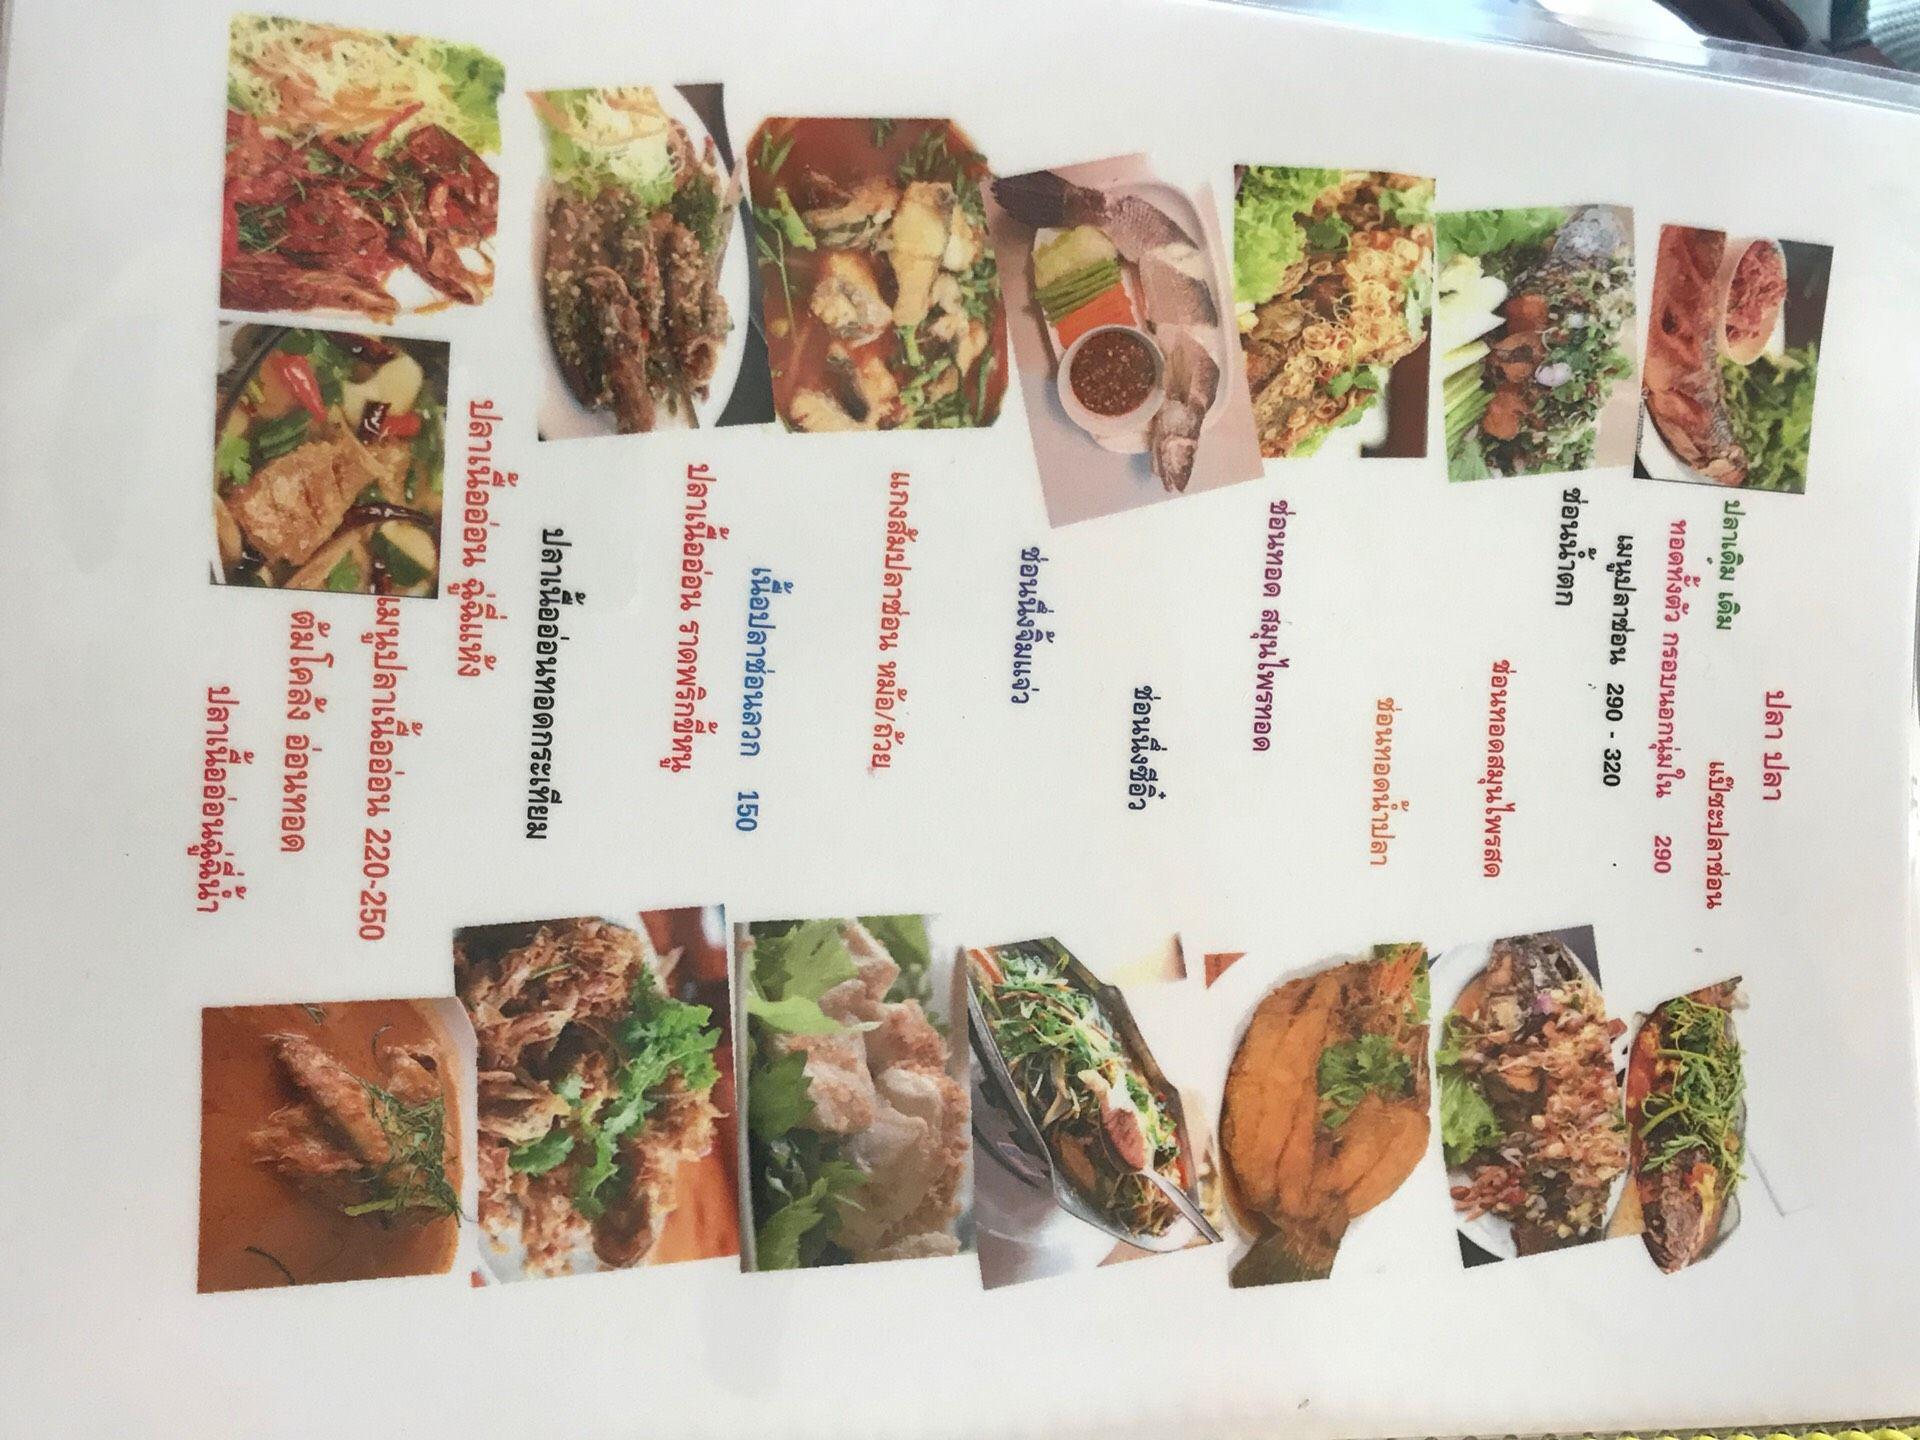 ปลา ปลา
ปลาเดิม เดิม
แป๊ซะปลาช่อน
ทอดทั้งตัว กรอบนอกนุ่มใน 290
เมนูปลาช่อน 290 - 320
ช่อนน้ำตก
ช่อนทอดสมุนไพรสด
ช่อนทอดน้ำปลา
ช่อนทอด สมุนไพรทอด
ช่อนนึ่งซีอิ๋ว
ช่อนนึ่งจิ้มแจ่ว
แกงส้มปลาช่อน หม้อ/ถ้วย
เนื้อปลาช่อนลวก 150
ปลาเนื้ออ่อน ราดพริกขี้หนู
ปลาเนื้ออ่อนทอดกระเทียม
ปลาเนื้ออ่อน ฉู่ฉี่แห้ง
เมนูปลาเนื้ออ่อน 220-250
ต้มโคล้ง อ่อนทอด
ปลาเนื้ออ่อนฉู่ฉี่น้ำ